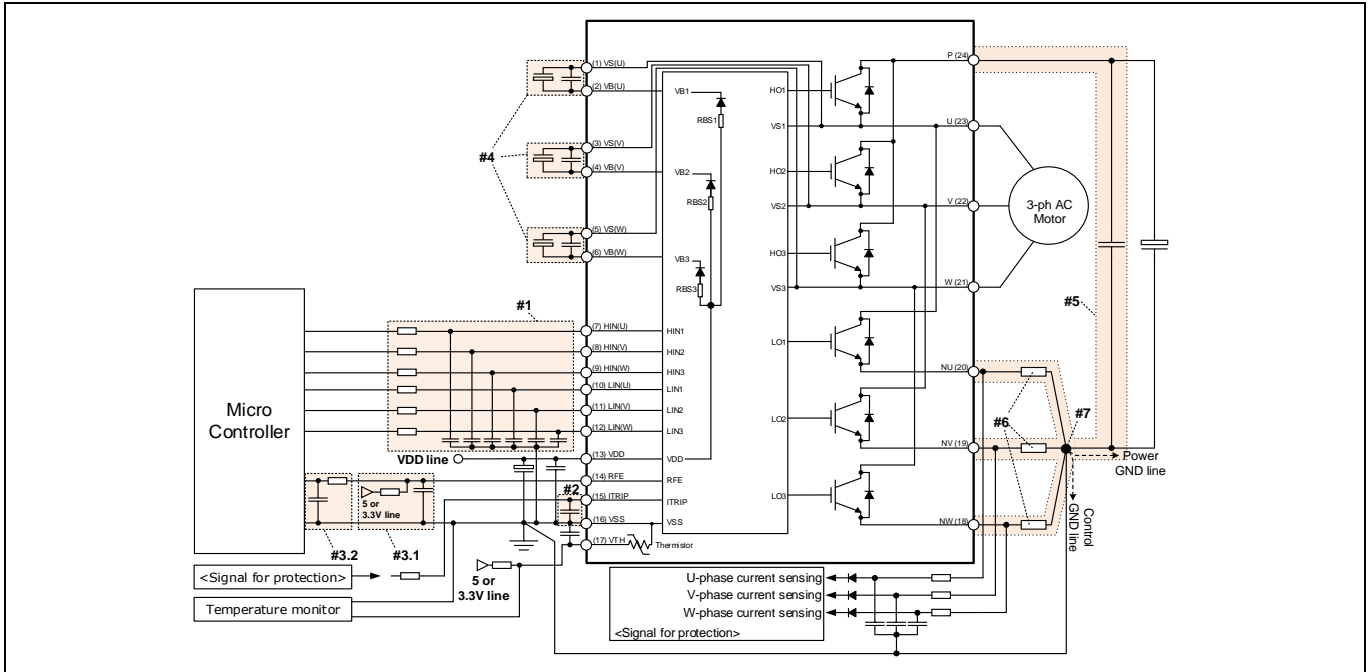 (1) VS(U)
(2) VB(U)
(3) VS(V)
(4) VB(V)
(5) VS(W)
(6) VB(W)
#4
VB1
RBS1
VB2
RBS2
VB3
RBS3
HO1
VS1
HO2
VS2
HO3
VS3
LO1
LO2
LO3
P (24)
U (23)
V (22)
W (21)
3-ph AC
Motor
#5
NU (20)
NV (19)
NW (18)
#6
#7
Power
GND line
Control
GND line
Micro
Controller
#1
(7) HIN(U)
(8) HIN(V)
(9) HIN(W)
(10) LIN(U)
(11) LIN(V)
(12) LIN(W)
(13) VDD
(14) RFE
(15) ITRIP
(16) VSS
(17) VTH
HIN1
HIN2
HIN3
LIN1
LIN2
LIN3
VDD
RFE
ITRIP
VSS
Thermistor
VDD line
#2
5 or
3.3V line
#3.2
#3.1
<Signal for protection>
Temperature monitor
5 or
3.3V line
U-phase current sensing
V-phase current sensing
W-phase current sensing
<Signal for protection>